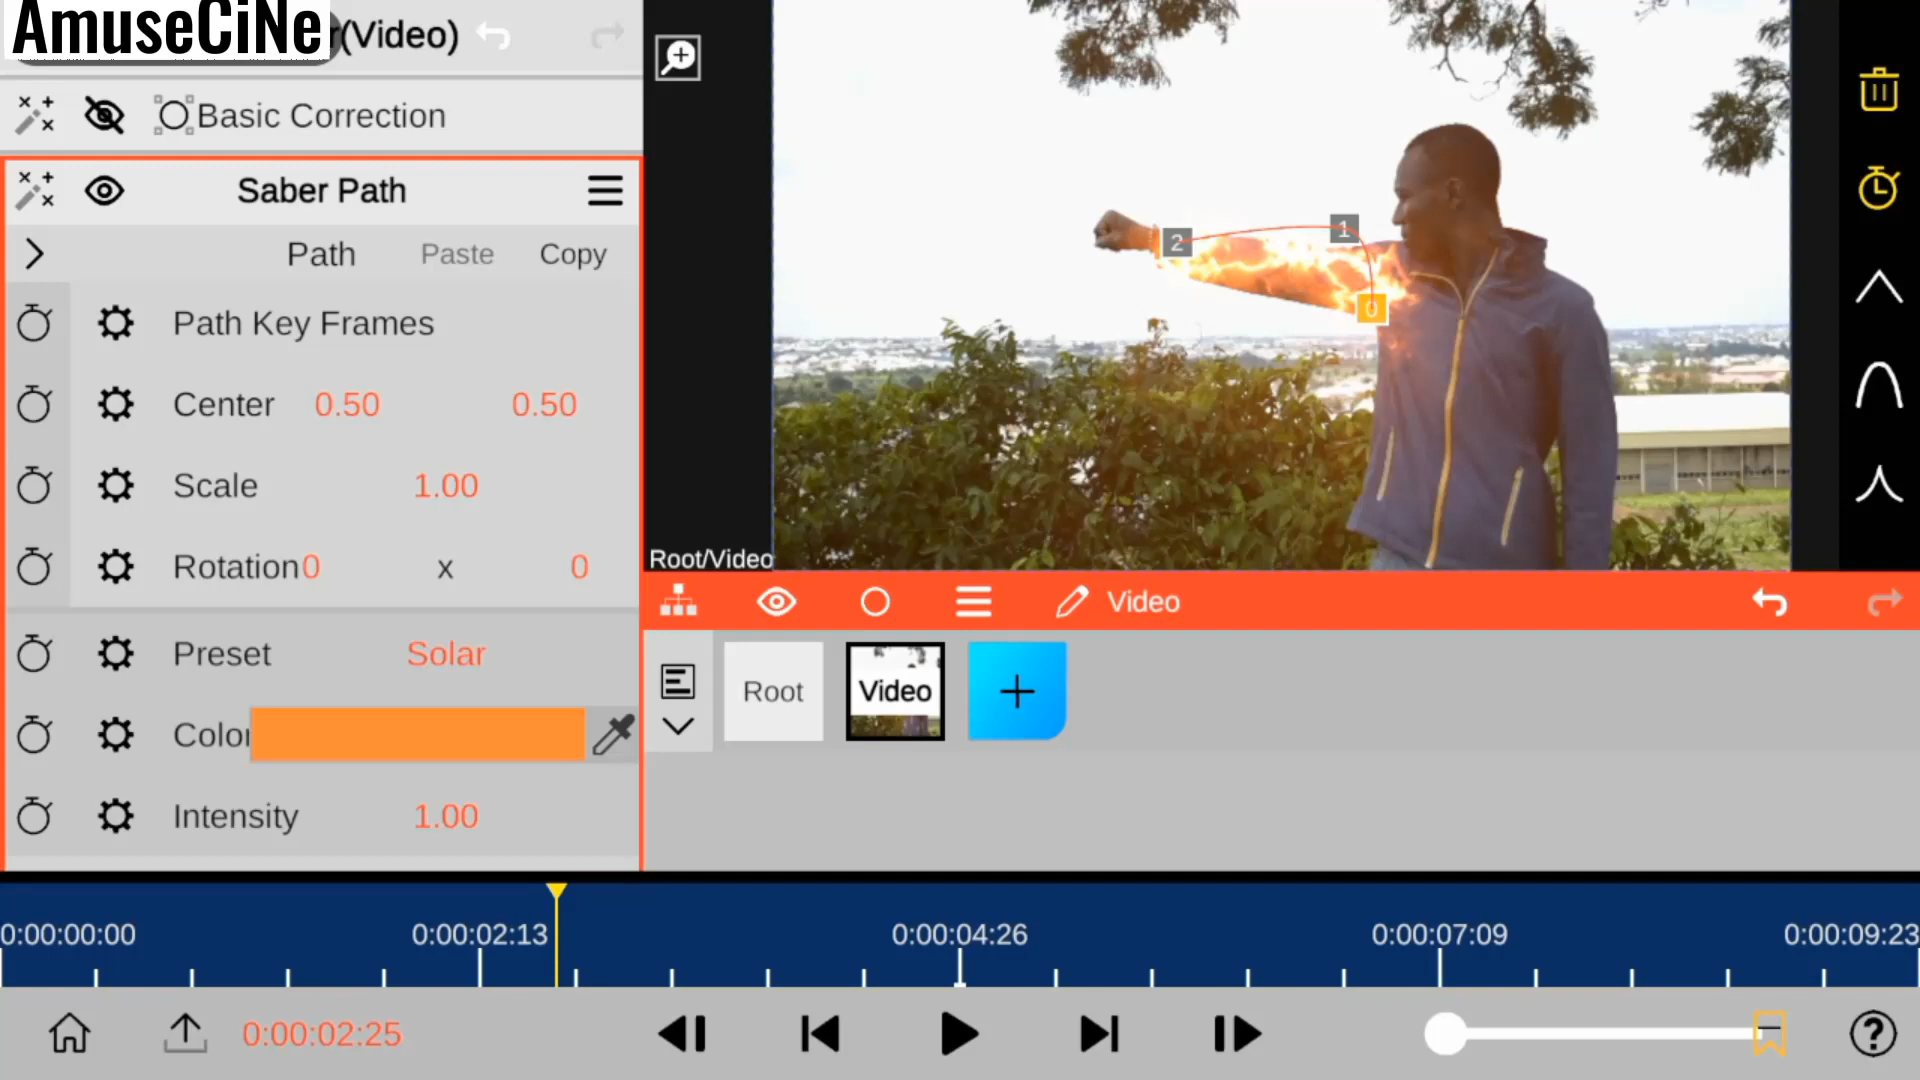 AmuseCiNe
r(Video)
Basic Correction
Saber Path
Path Paste Copy
Path Key Frames
Center 0.50 0.50
Scale 1.00
Rotation 0 x 0
Preset Solar
Color
Intensity 1.00
2
1
0
Root/Video
Video
Root
Video
0:00:00:00
0:00:02:13
0:00:04:26
0:00:07:09
0:00:09:23
0:00:02:25